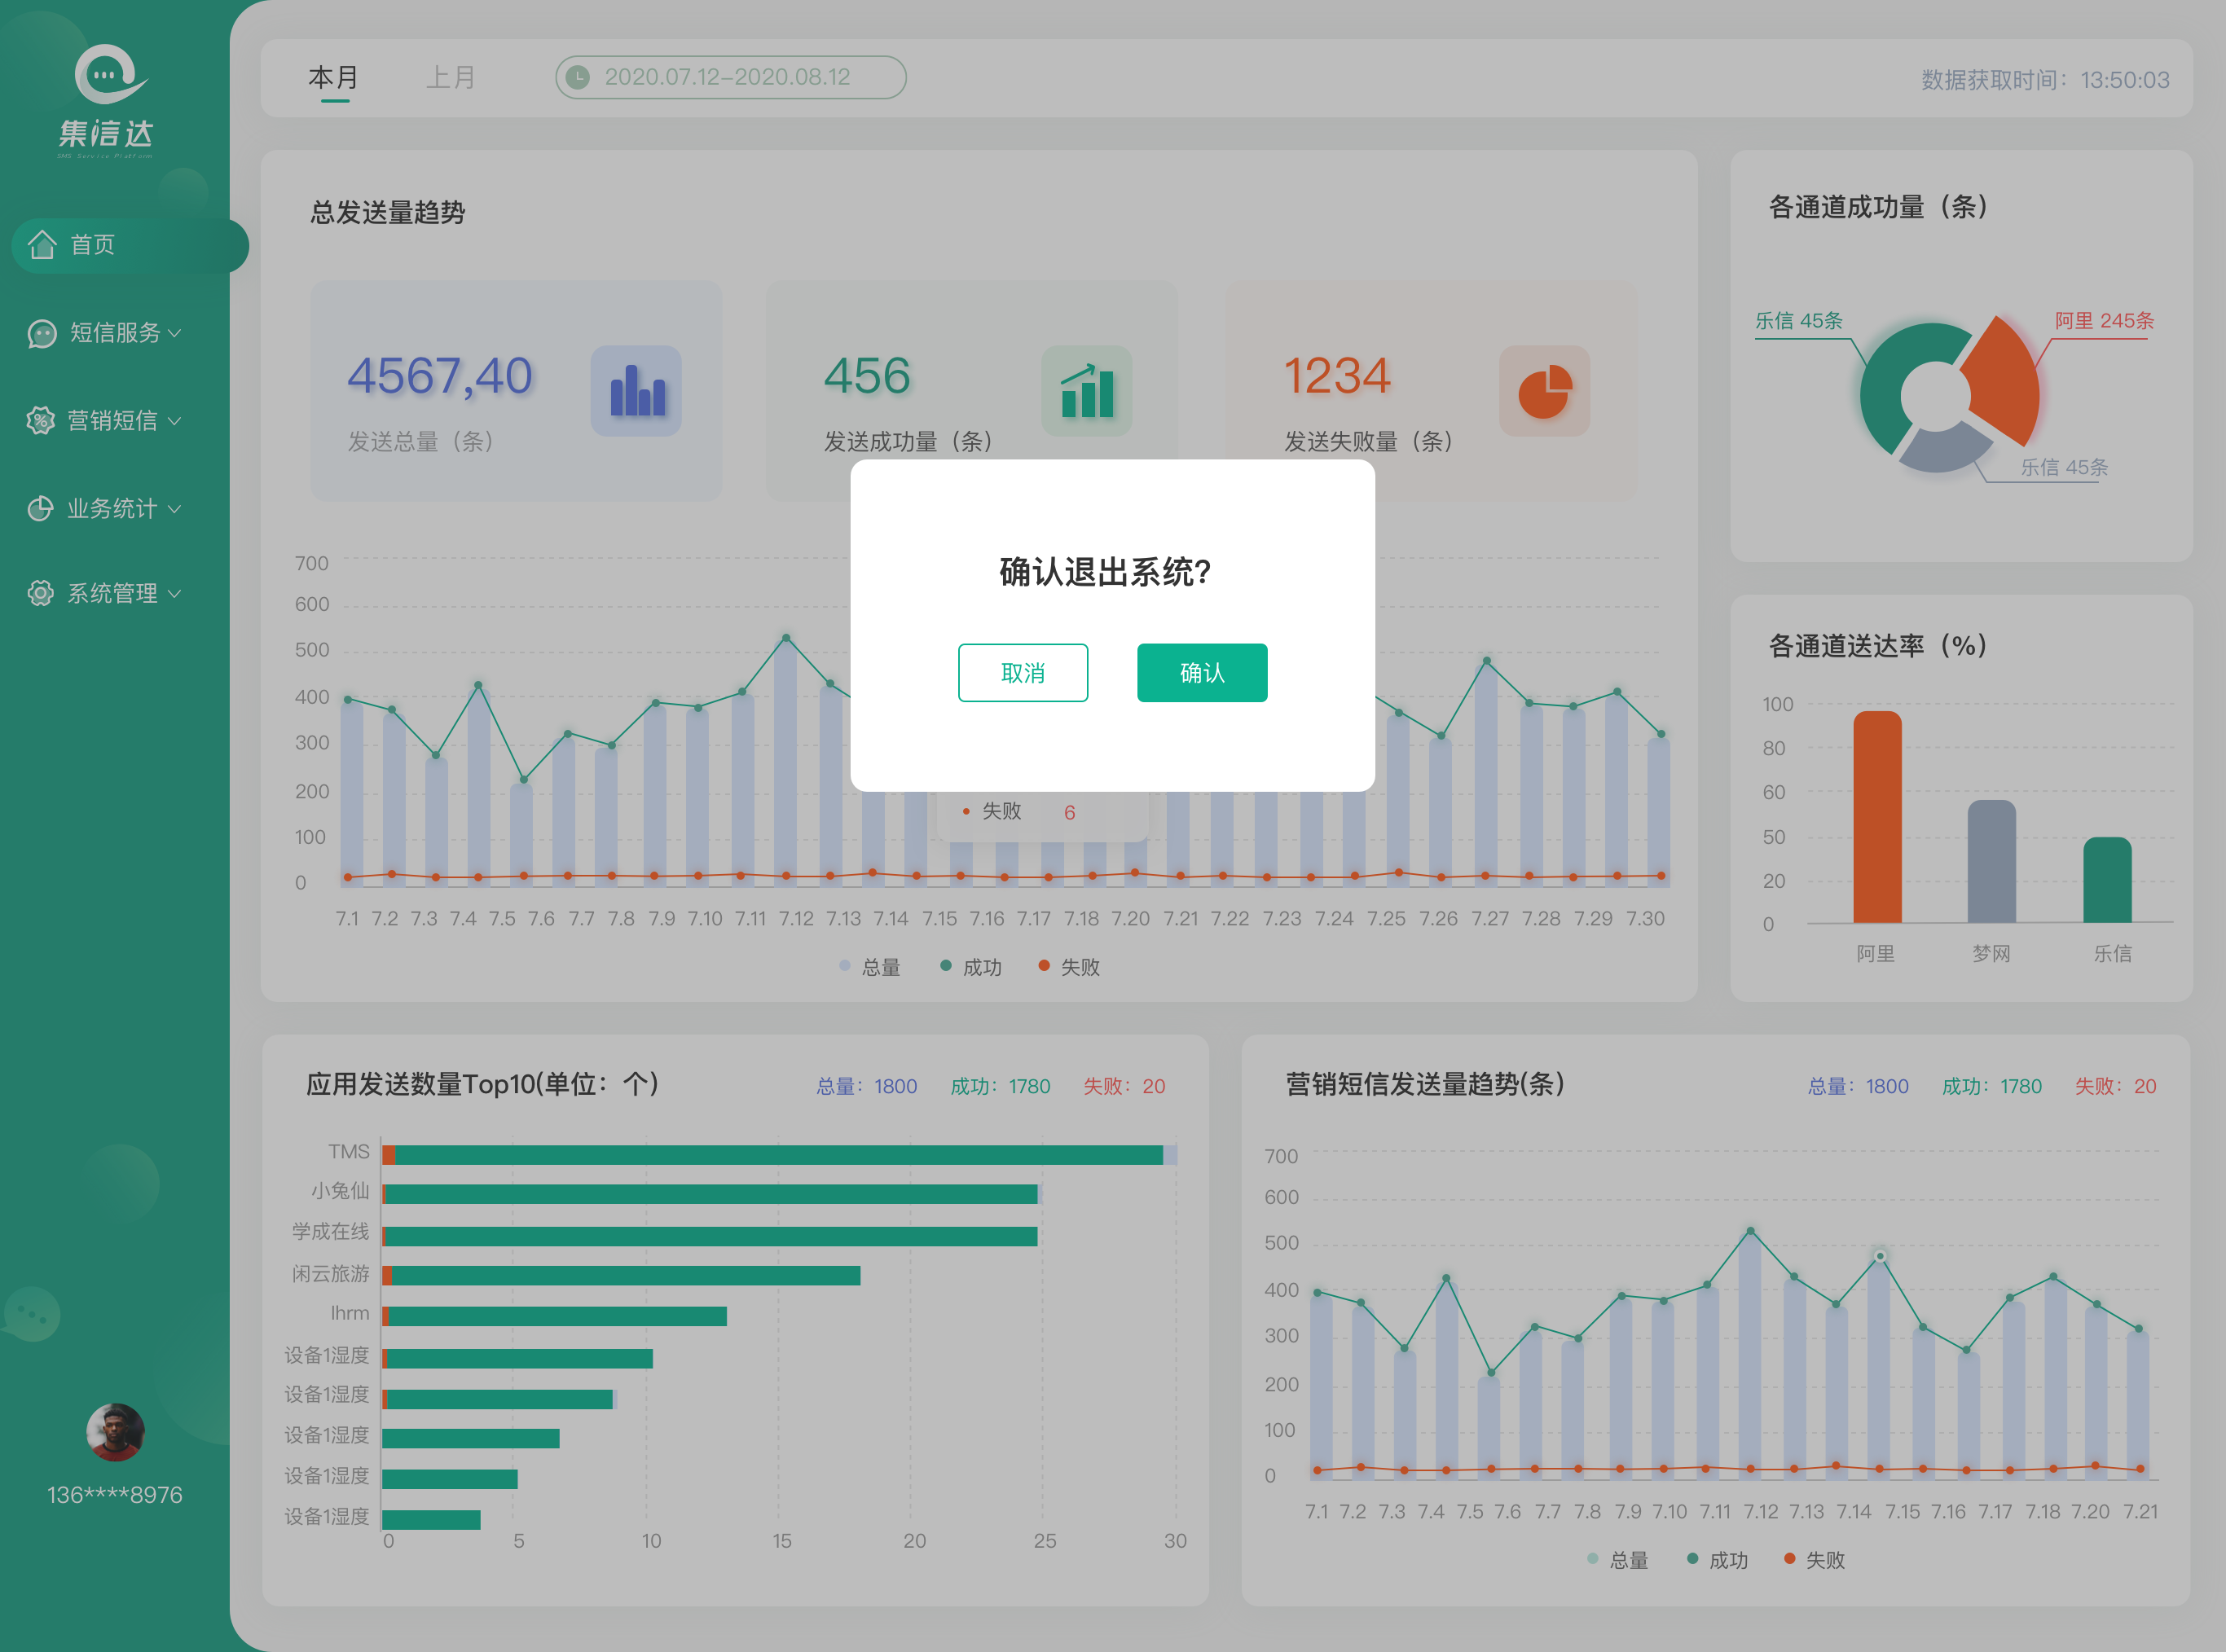 集信达
SMS Service Platform
首页
短信服务
营销短信
业务统计
系统管理
136****8976
本月
上月
2020.07.12-2020.08.12
数据获取时间：13:50:03
总发送量趋势
4567,40
发送总量（条）
456
发送成功量（条）
1234
发送失败量（条）
700
600
500
400
300
200
100
0
7.1 7.2 7.3 7.4 7.5 7.6 7.7 7.8 7.9 7.10 7.11 7.12 7.13 7.14 7.15 7.16 7.17 7.18 7.20 7.21 7.22 7.23 7.24 7.25 7.26 7.27 7.28 7.29 7.30
总量 成功 失败
失败 6
确认退出系统?
取消
确认
各通道成功量（条）
乐信 45条
阿里 245条
乐信 45条
各通道送达率（%）
100
80
60
50
20
0
阿里 梦网 乐信
应用发送数量Top10(单位：个)
总量：1800 成功：1780 失败：20
TMS
小兔仙
学成在线
闲云旅游
lhrm
设备1湿度
设备1湿度
设备1湿度
设备1湿度
设备1湿度
0 5 10 15 20 25 30
营销短信发送量趋势(条)
总量：1800 成功：1780 失败：20
700
600
500
400
300
200
100
0
7.1 7.2 7.3 7.4 7.5 7.6 7.7 7.8 7.9 7.10 7.11 7.12 7.13 7.14 7.15 7.16 7.17 7.18 7.20 7.21
总量 成功 失败